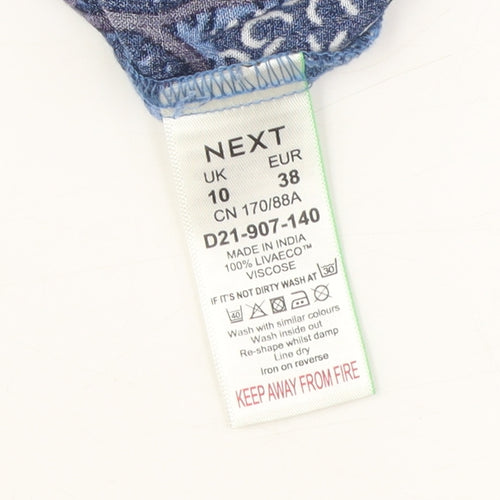 NEXT
UK EUR
10 38
CN 170/88A
D21-907-140
MADE IN INDIA
100% LIVAECO™
VISCOSE
IF IT'S NOT DIRTY WASH AT 30
40
Wash with similar colours
Wash inside out
Re-shape whilst damp
Line dry
Iron on reverse
KEEP AWAY FROM FIRE